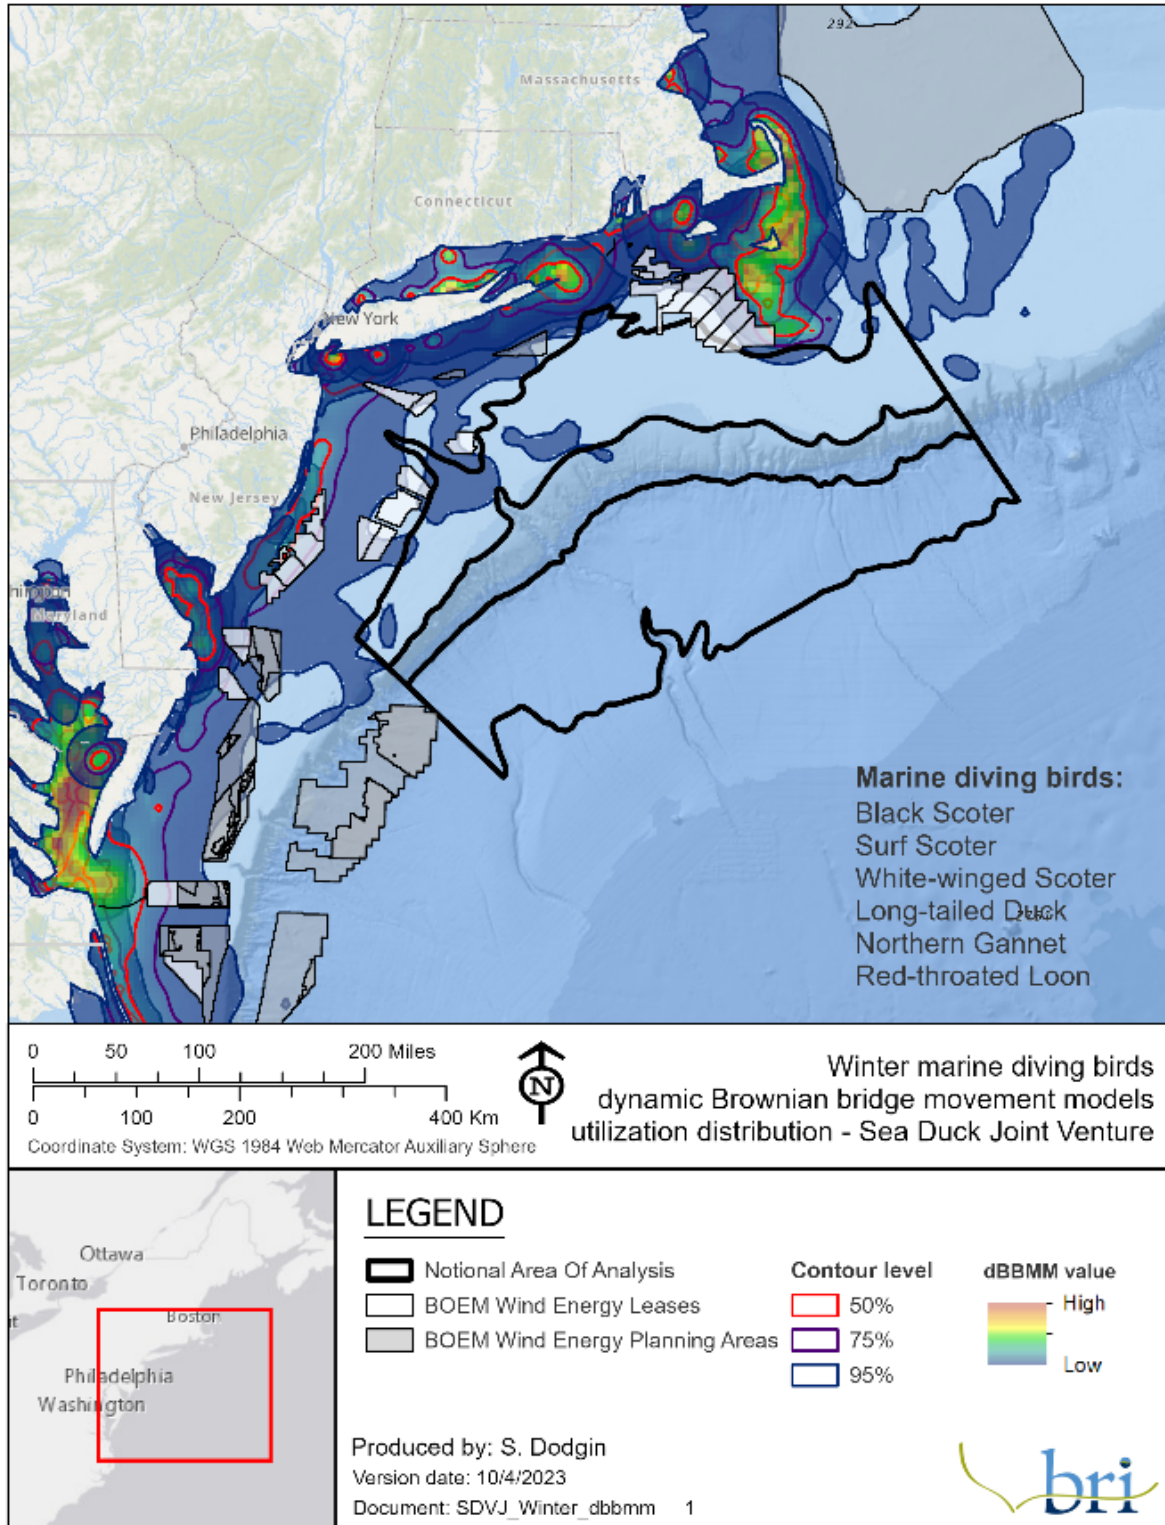 292
Massachusetts
Connecticut
New York
Philadelphia
New Jersey
Maryland
Marine diving birds:
Black Scoter
Surf Scoter
White-winged Scoter
Long-tailed Duck
Northern Gannet
Red-throated Loon
0 50 100 200 Miles
0 100 200 400 Km
Coordinate System: WGS 1984 Web Mercator Auxiliary Sphere
N
Winter marine diving birds
dynamic Brownian bridge movement models
utilization distribution - Sea Duck Joint Venture
Ottawa
Toronto
Boston
Philadelphia
Washington
LEGEND
Notional Area Of Analysis
BOEM Wind Energy Leases
BOEM Wind Energy Planning Areas
Contour level
50%
75%
95%
dBBMM value
High
Low
Produced by: S. Dodgin
Version date: 10/4/2023
Document: SDVJ_Winter_dbbmm 1
bri